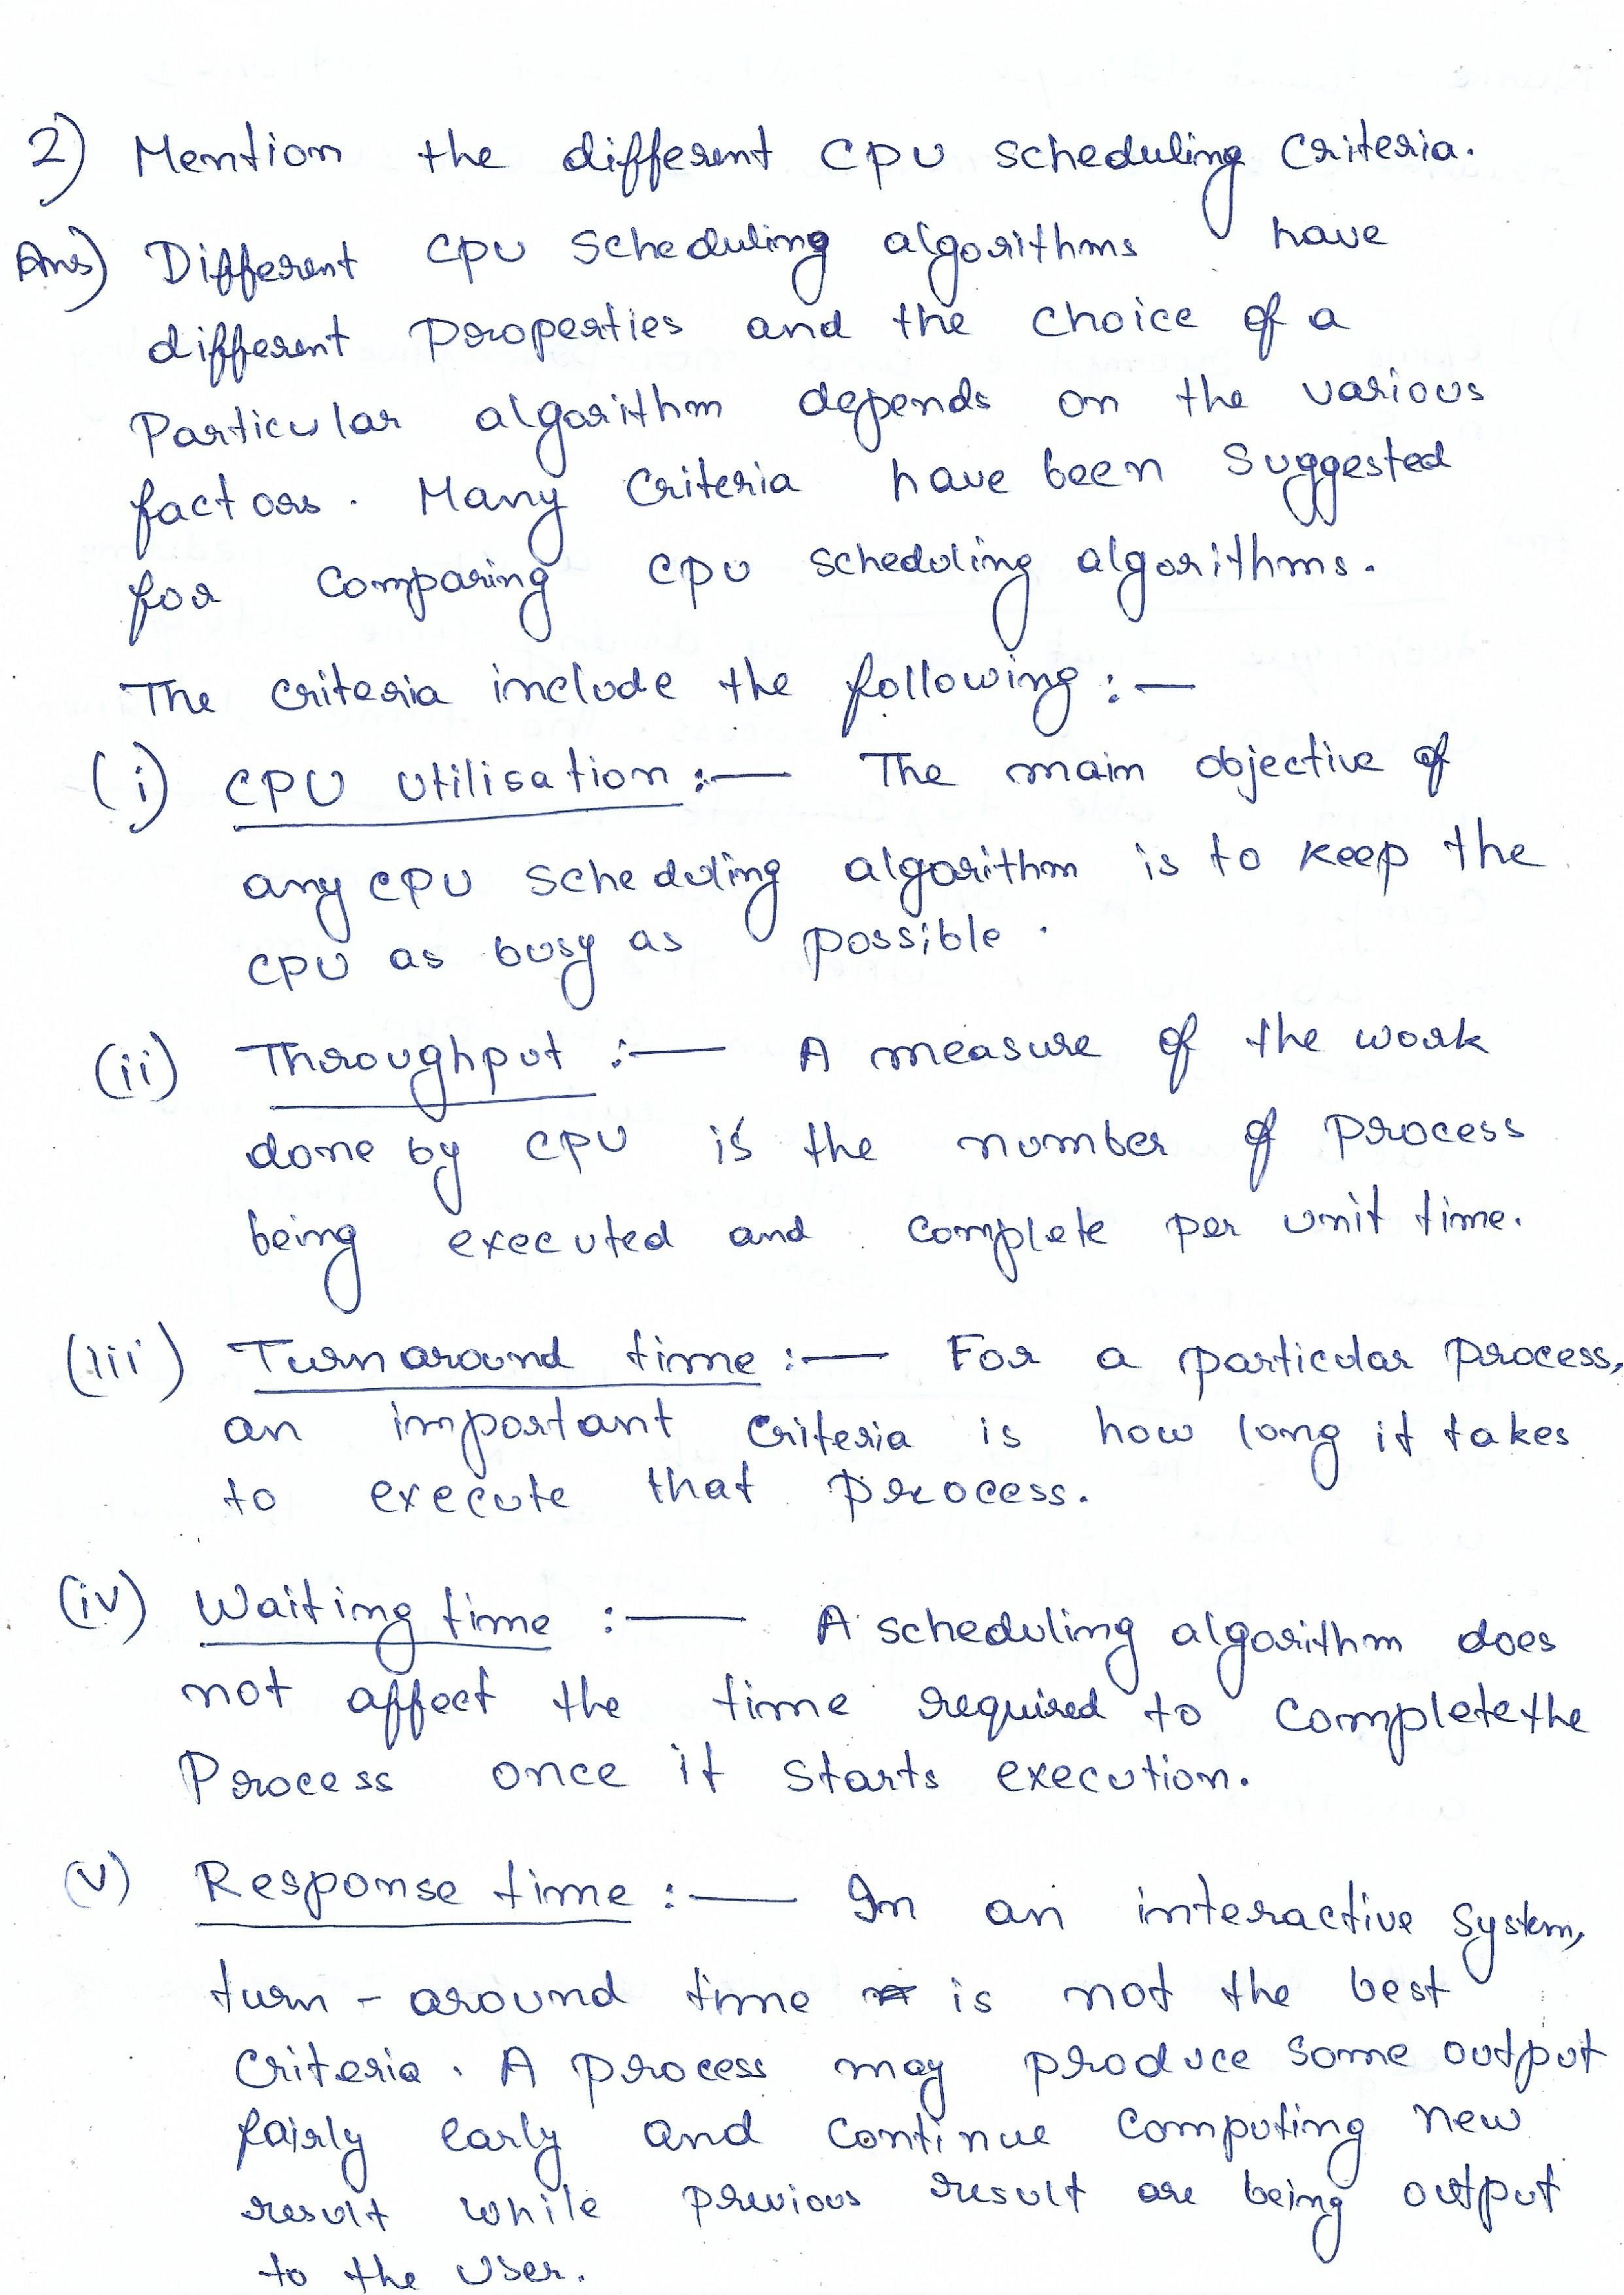 2) Mention the different CPU scheduling Criteria.
Ans) Different CPU Scheduling algorithms have
different Properties and the choice of a
Particular algorithm depends on the various
factors. Many Criteria have been Suggested
for Comparing CPU scheduling algorithms.
The criteria include the following :—
(i) CPU Utilisation :— The main objective of
any CPU Scheduling algorithm is to keep the
CPU as busy as possible.
(ii) Throughput :— A measure of the work
done by CPU is the number of Process
being executed and Complete per unit time.
(iii) Turnaround time :— For a particular Process,
an important Criteria is how long it takes
to execute that Process.
(iv) Waiting time :— A scheduling algorithm does
not affect the time required to complete the
Process once it starts execution.
(v) Response time :— In an interactive System,
turn-around time is not the best
Criteria. A process may produce some output
fairly early and continue Computing new
result while previous result are being output
to the User.